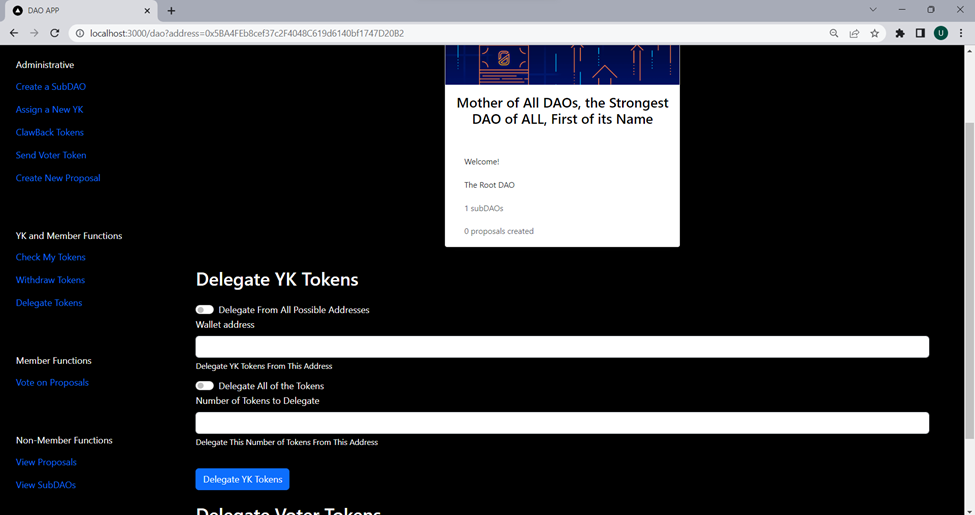 DAO APP
localhost:3000/dao?address=0x5BA4FEb8cef37c2F4048C619d6140bf1747D20B2
U
Administrative
Create a SubDAO
Assign a New YK
ClawBack Tokens
Send Voter Token
Create New Proposal
YK and Member Functions
Check My Tokens
Withdraw Tokens
Delegate Tokens
Member Functions
Vote on Proposals
Non-Member Functions
View Proposals
View SubDAOs
Mother of All DAOs, the Strongest
DAO of ALL, First of its Name
Welcome!
The Root DAO
1 subDAOs
0 proposals created
Delegate YK Tokens
Delegate From All Possible Addresses
Wallet address
Delegate YK Tokens From This Address
Delegate All of the Tokens
Number of Tokens to Delegate
Delegate This Number of Tokens From This Address
Delegate YK Tokens
Delegate Voter Tokens